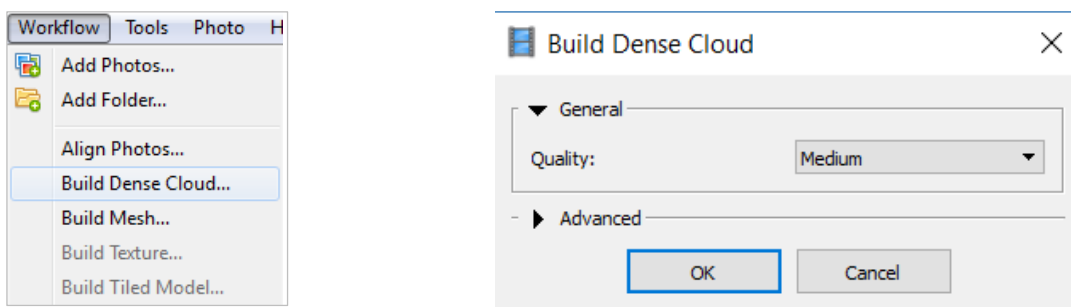 Workflow Tools Photo
Add Photos...
Add Folder...
Align Photos...
Build Dense Cloud...
Build Mesh...
Build Texture...
Build Tiled Model...
Build Dense Cloud
General
Quality: Medium
Advanced
OK Cancel